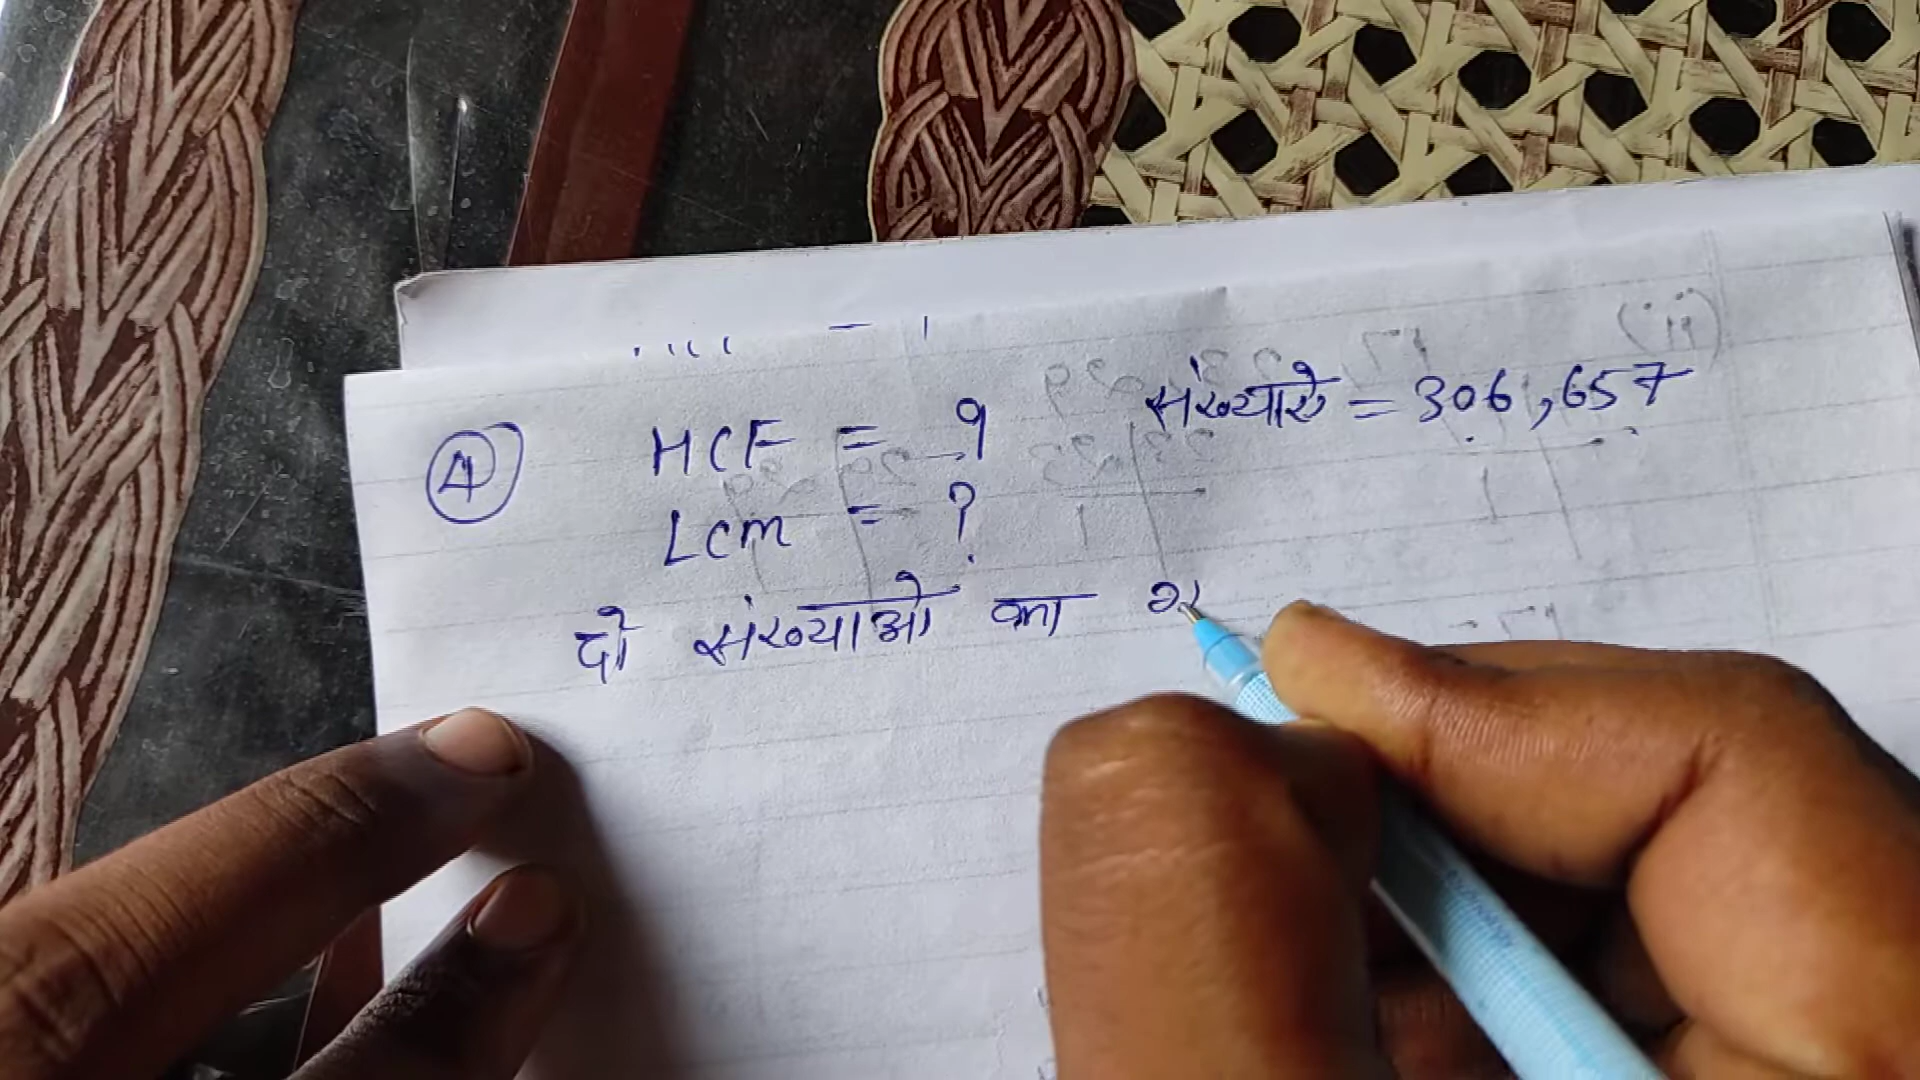 ④ HCF = 9 संख्याऐ = 306,657
Lcm = ?
दो संख्याओ का